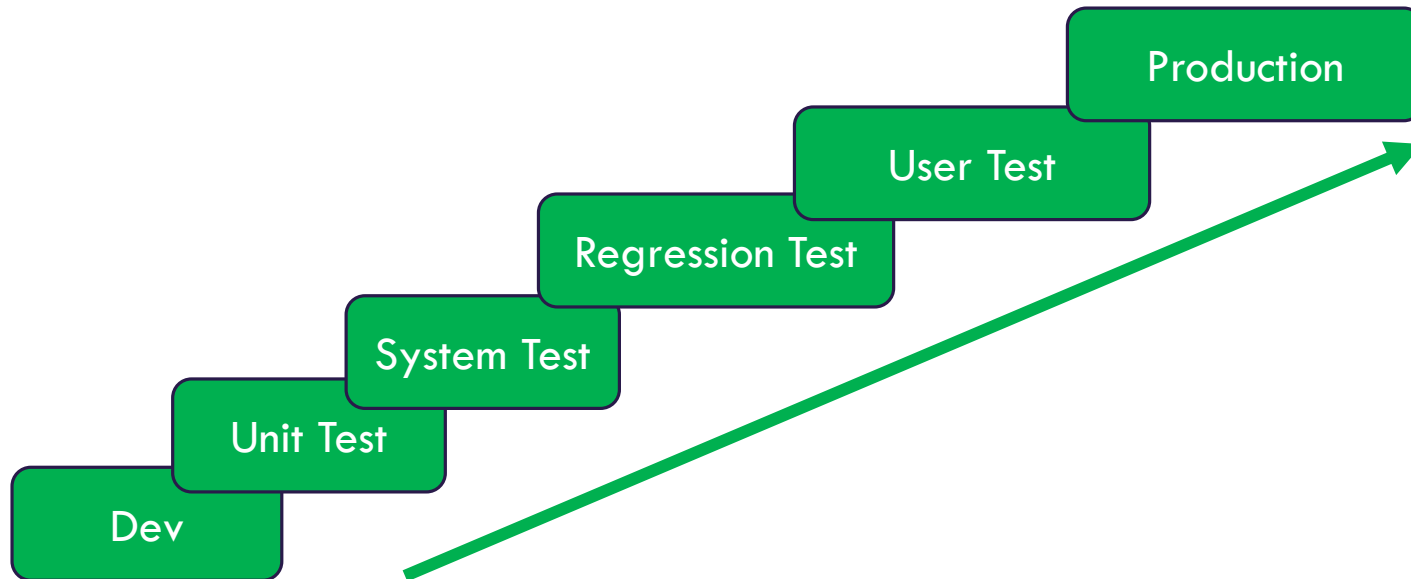 Production
User Test
Regression Test
System Test
Unit Test
Dev